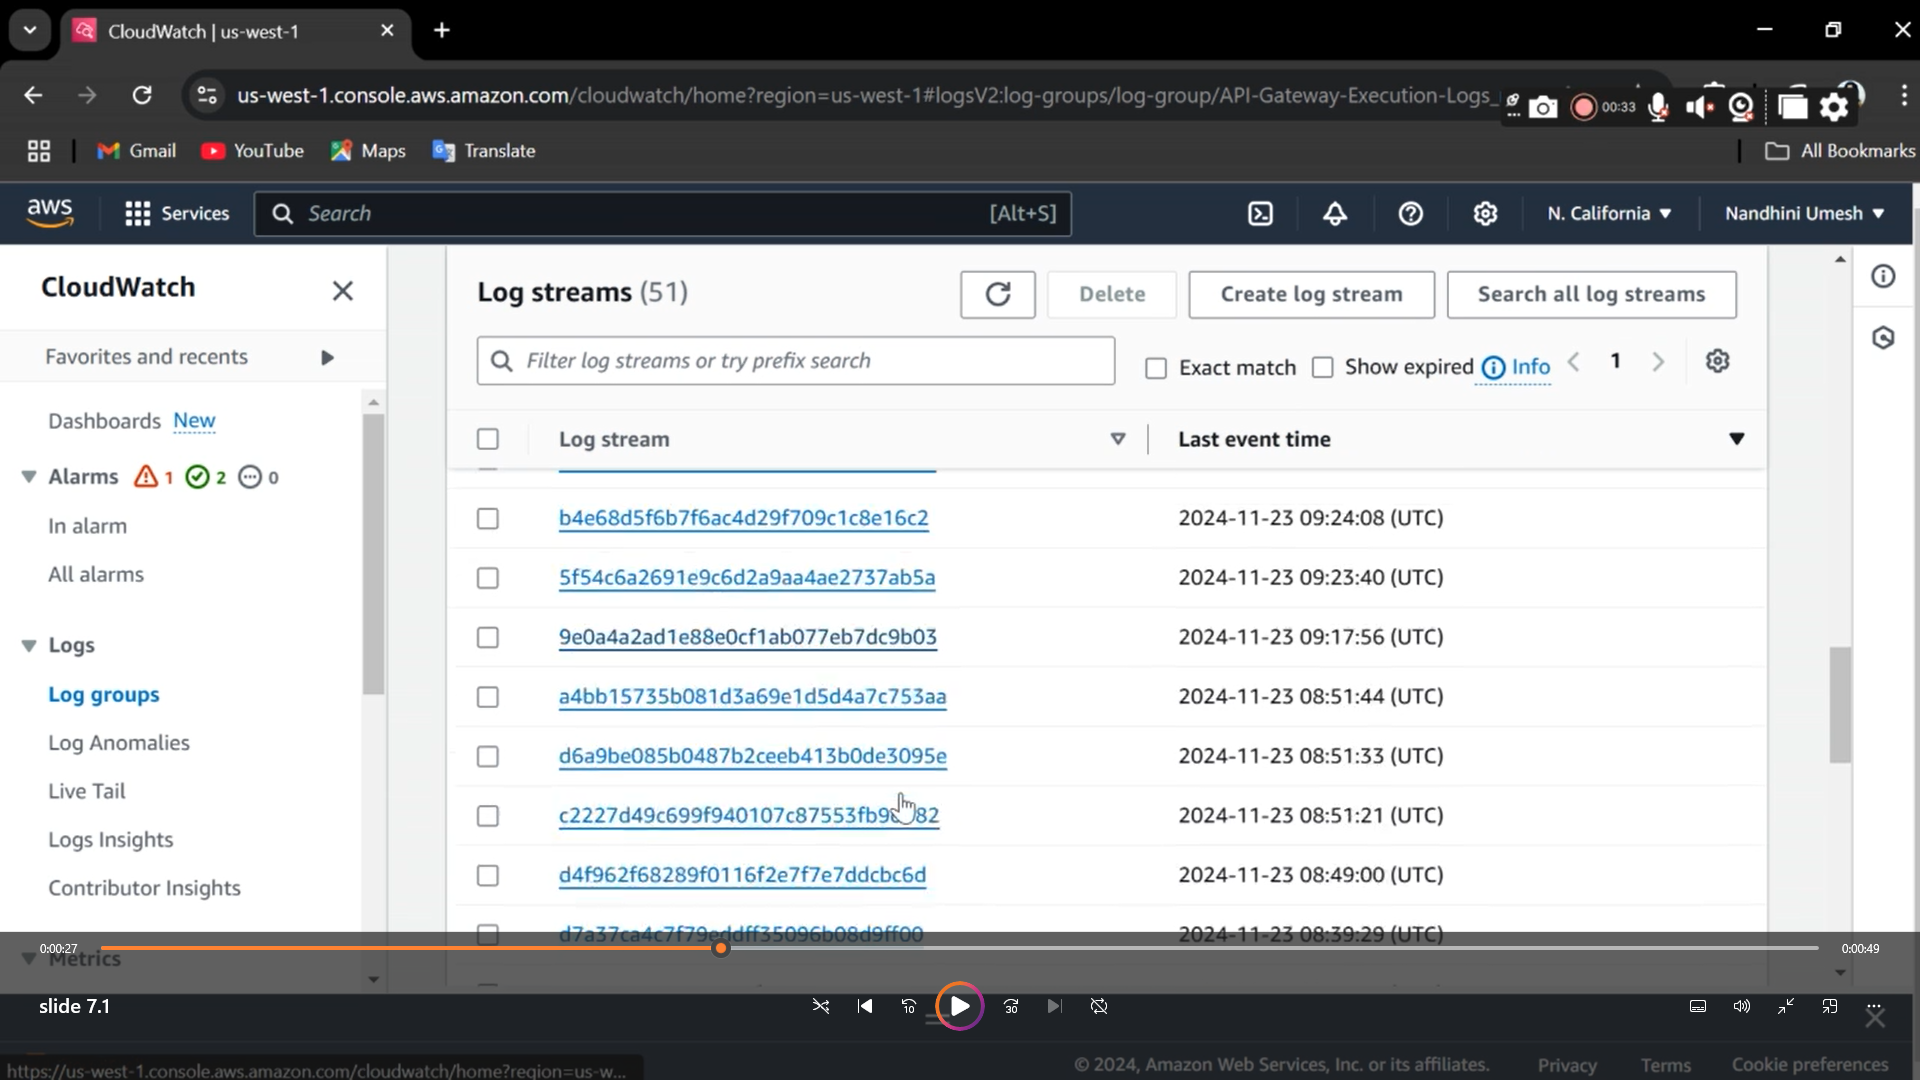 CloudWatch | us-west-1
us-west-1.console.aws.amazon.com/cloudwatch/home?region=us-west-1#logsV2:log-groups/log-group/API-Gateway-Execution-Logs_
00:33
Gmail YouTube Maps Translate All Bookmarks
aws Services Search [Alt+S] N. California Nandhini Umesh
CloudWatch
Favorites and recents
Dashboards New
Alarms 1 2 0
In alarm
All alarms
Logs
Log groups
Log Anomalies
Live Tail
Logs Insights
Contributor Insights
Metrics
Log streams (51) Delete Create log stream Search all log streams
Filter log streams or try prefix search Exact match Show expired Info 1
Log stream Last event time
b4e68d5f6b7f6ac4d29f709c1c8e16c2 2024-11-23 09:24:08 (UTC)
5f54c6a2691e9c6d2a9aa4ae2737ab5a 2024-11-23 09:23:40 (UTC)
9e0a4a2ad1e88e0cf1ab077eb7dc9b03 2024-11-23 09:17:56 (UTC)
a4bb15735b081d3a69e1d5d4a7c753aa 2024-11-23 08:51:44 (UTC)
d6a9be085b0487b2ceeb413b0de3095e 2024-11-23 08:51:33 (UTC)
2024-11-23 08:51:21 (UTC)
d4f962f68289f0116f2e7f7e7ddcbc6d 2024-11-23 08:49:00 (UTC)
d7a37ca4c7f79eddff35096b08d9ff00 2024-11-23 08:39:29 (UTC)
0:00:27 0:00:49
slide 7.1 10 30
https://us-west-1.console.aws.amazon.com/cloudwatch/home?region=us-w...
© 2024, Amazon Web Services, Inc. or its affiliates. Privacy Terms Cookie preferences